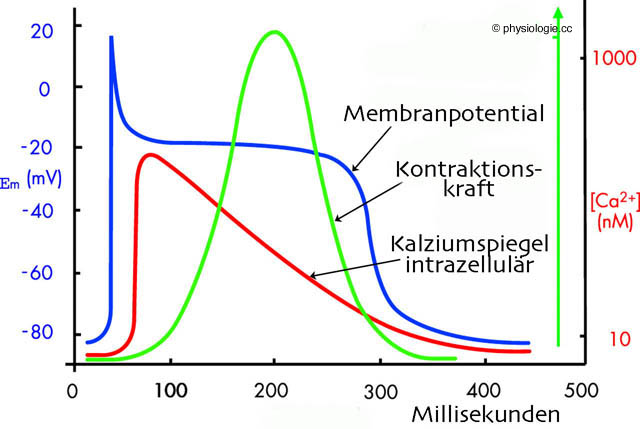 © physiologie.cc
20
0
-20
-40
-60
-80
Em (mV)
1000
[Ca²⁺]
(nM)
10
Membranpotential
Kontraktions-
kraft
Kalziumspiegel
intrazellulär
0 100 200 300 400 500
Millisekunden